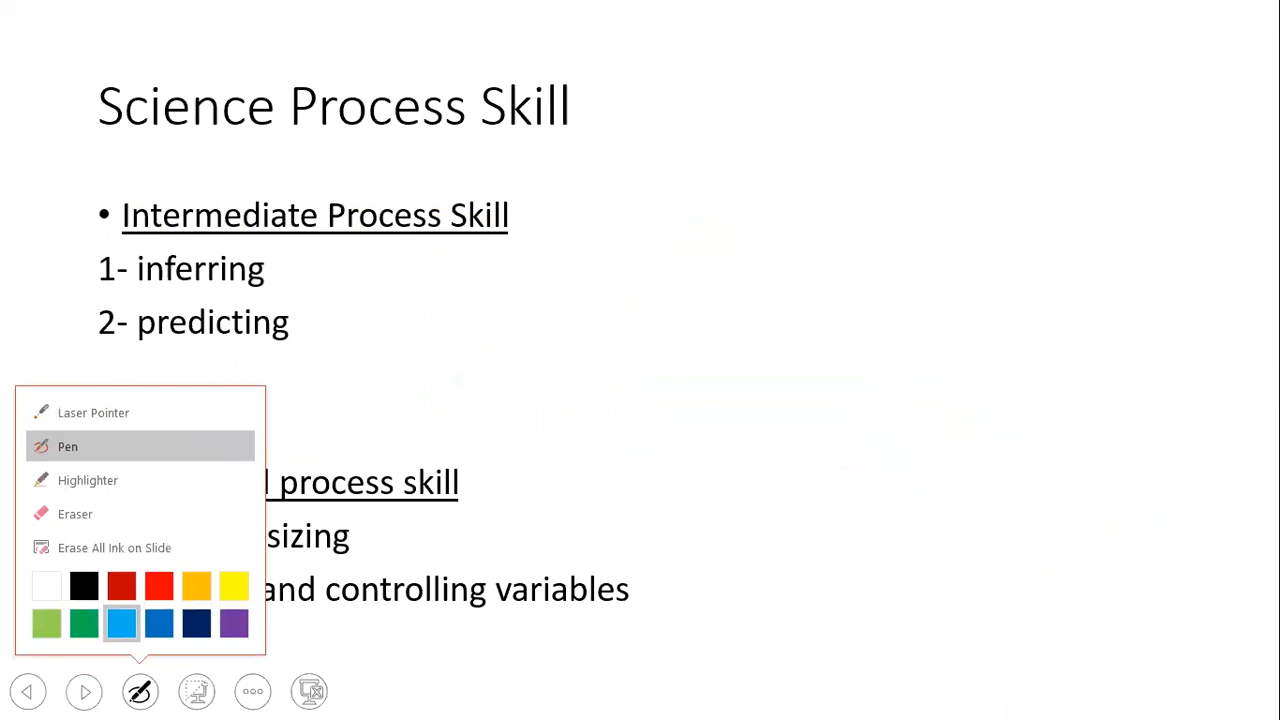 Science Process Skill
• Intermediate Process Skill
1- inferring
2- predicting
Laser Pointer
Pen
Highlighter
Eraser
Erase All Ink on Slide
process skill
sizing
and controlling variables